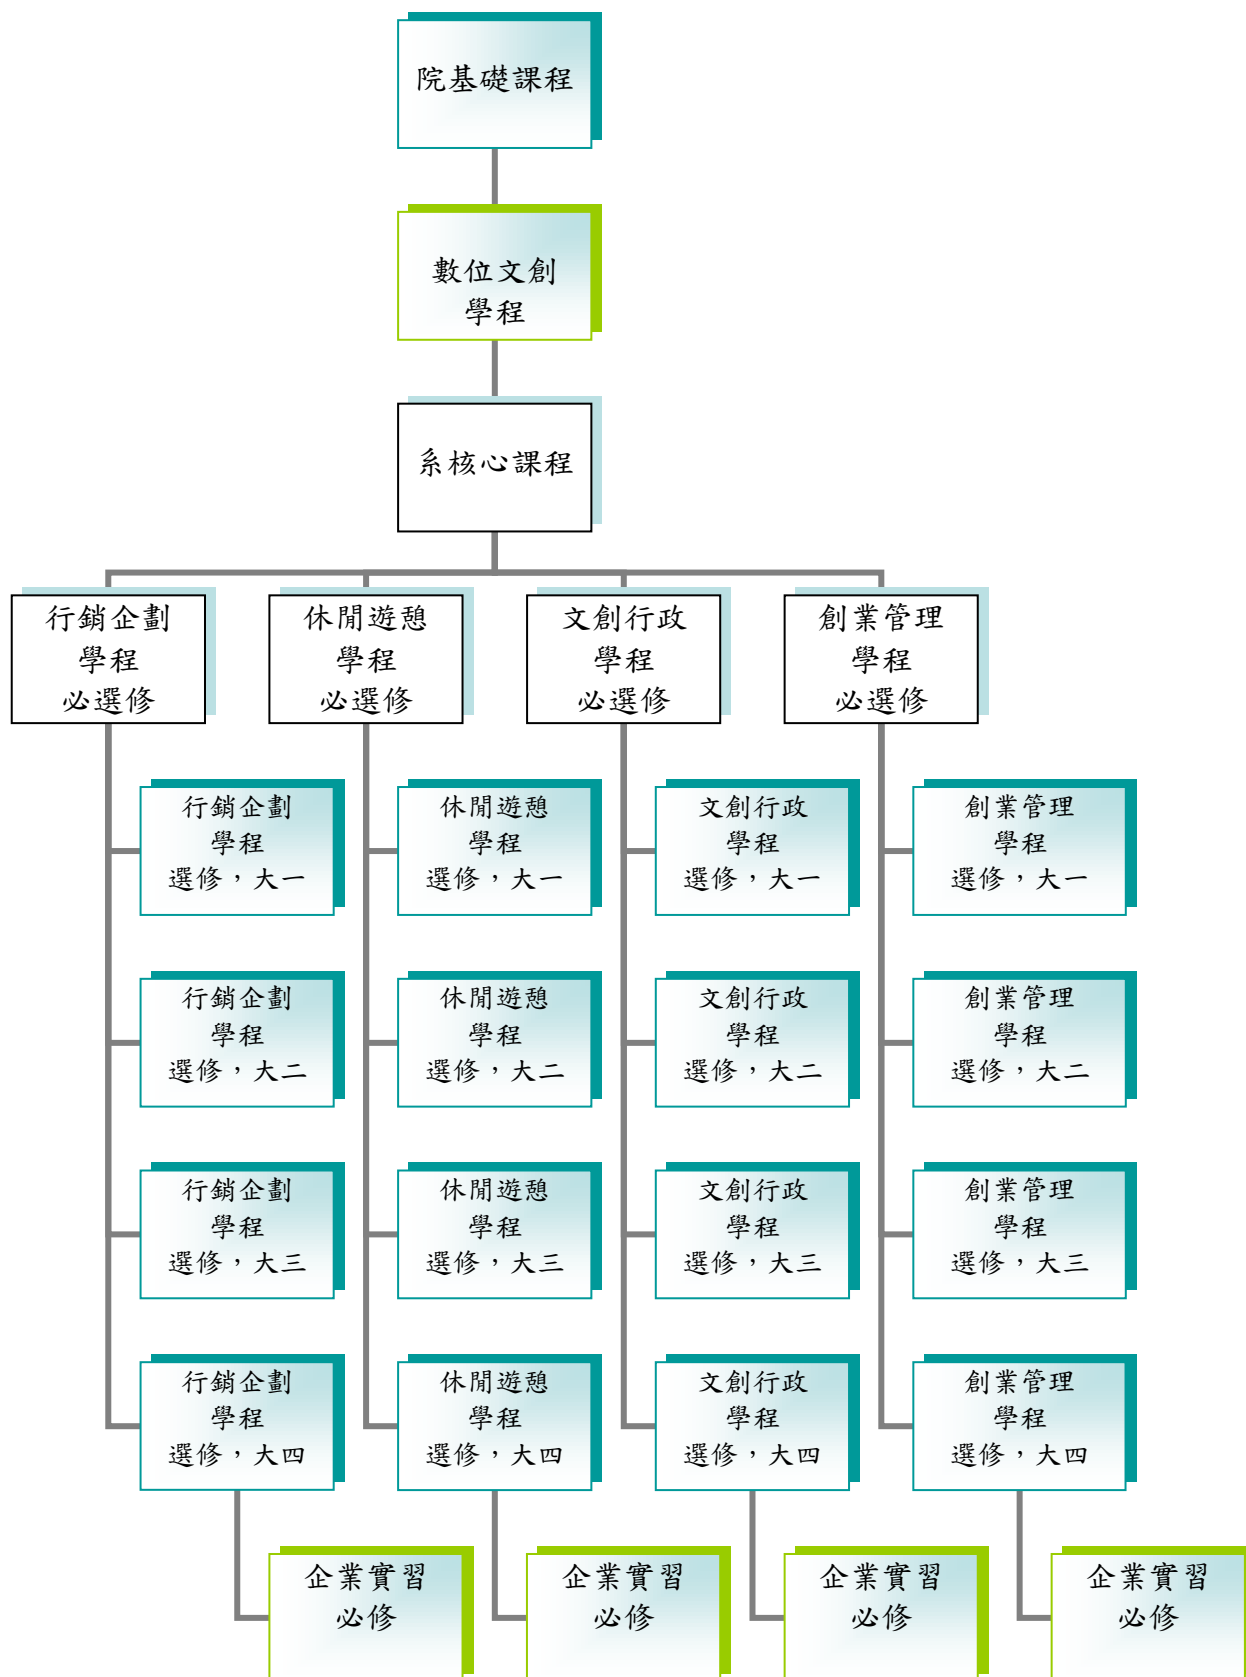 院基礎課程
數位文創
學程
系核心課程
行銷企劃
學程
必選修
休閒遊憩
學程
必選修
文創行政
學程
必選修
創業管理
學程
必選修
行銷企劃
學程
選修，大一
休閒遊憩
學程
選修，大一
文創行政
學程
選修，大一
創業管理
學程
選修，大一
行銷企劃
學程
選修，大二
休閒遊憩
學程
選修，大二
文創行政
學程
選修，大二
創業管理
學程
選修，大二
行銷企劃
學程
選修，大三
休閒遊憩
學程
選修，大三
文創行政
學程
選修，大三
創業管理
學程
選修，大三
行銷企劃
學程
選修，大四
休閒遊憩
學程
選修，大四
文創行政
學程
選修，大四
創業管理
學程
選修，大四
企業實習
必修
企業實習
必修
企業實習
必修
企業實習
必修